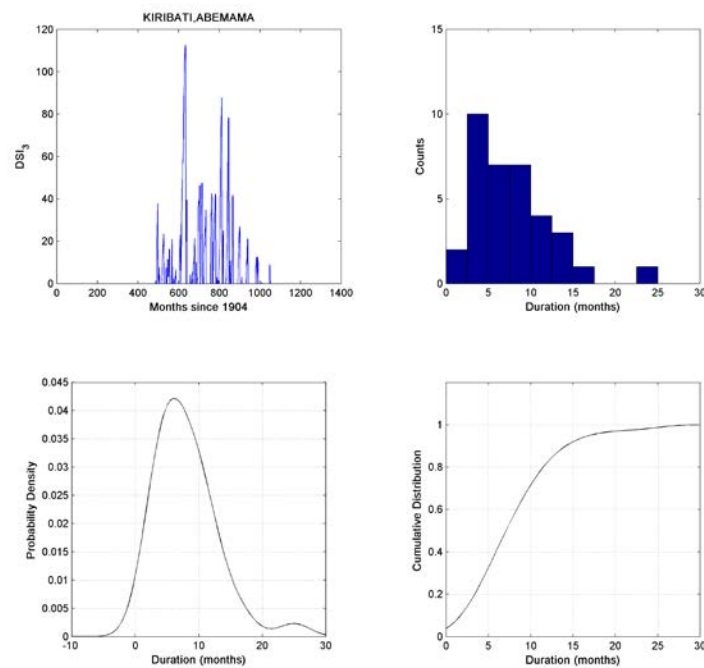 KIRIBATI,ABEMAMA
120
100
80
60
40
20
0
DSI3
0 200 400 600 800 1000 1200 1400
Months since 1904
15
10
5
0
Counts
0 5 10 15 20 25 30
Duration (months)
0.045
0.04
0.035
0.03
0.025
0.02
0.015
0.01
0.005
0
Probability Density
-10 0 10 20 30
Duration (months)
1
0.8
0.6
0.4
0.2
0
Cumulative Distribution
0 5 10 15 20 25 30
Duration (months)